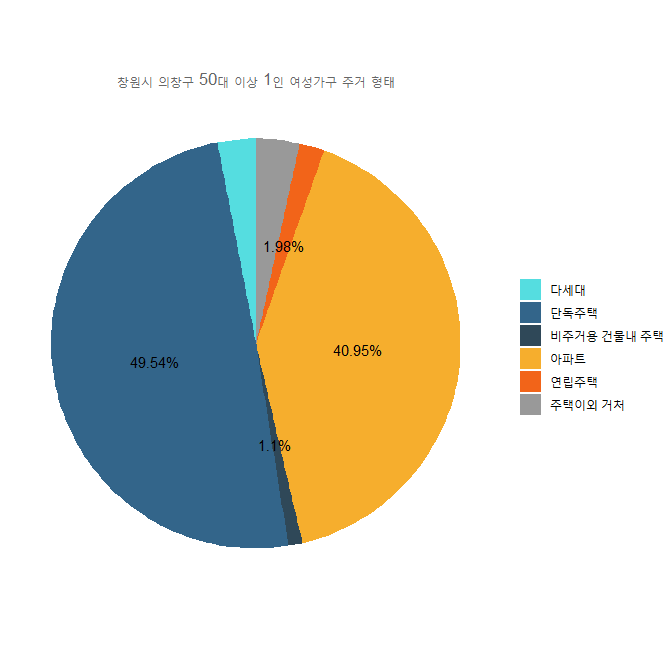 창원시 의창구 50대 이상 1인 여성가구 주거 형태
1.98%
40.95%
49.54%
1.1%
다세대
단독주택
비주거용 건물내 주택
아파트
연립주택
주택이외 거처